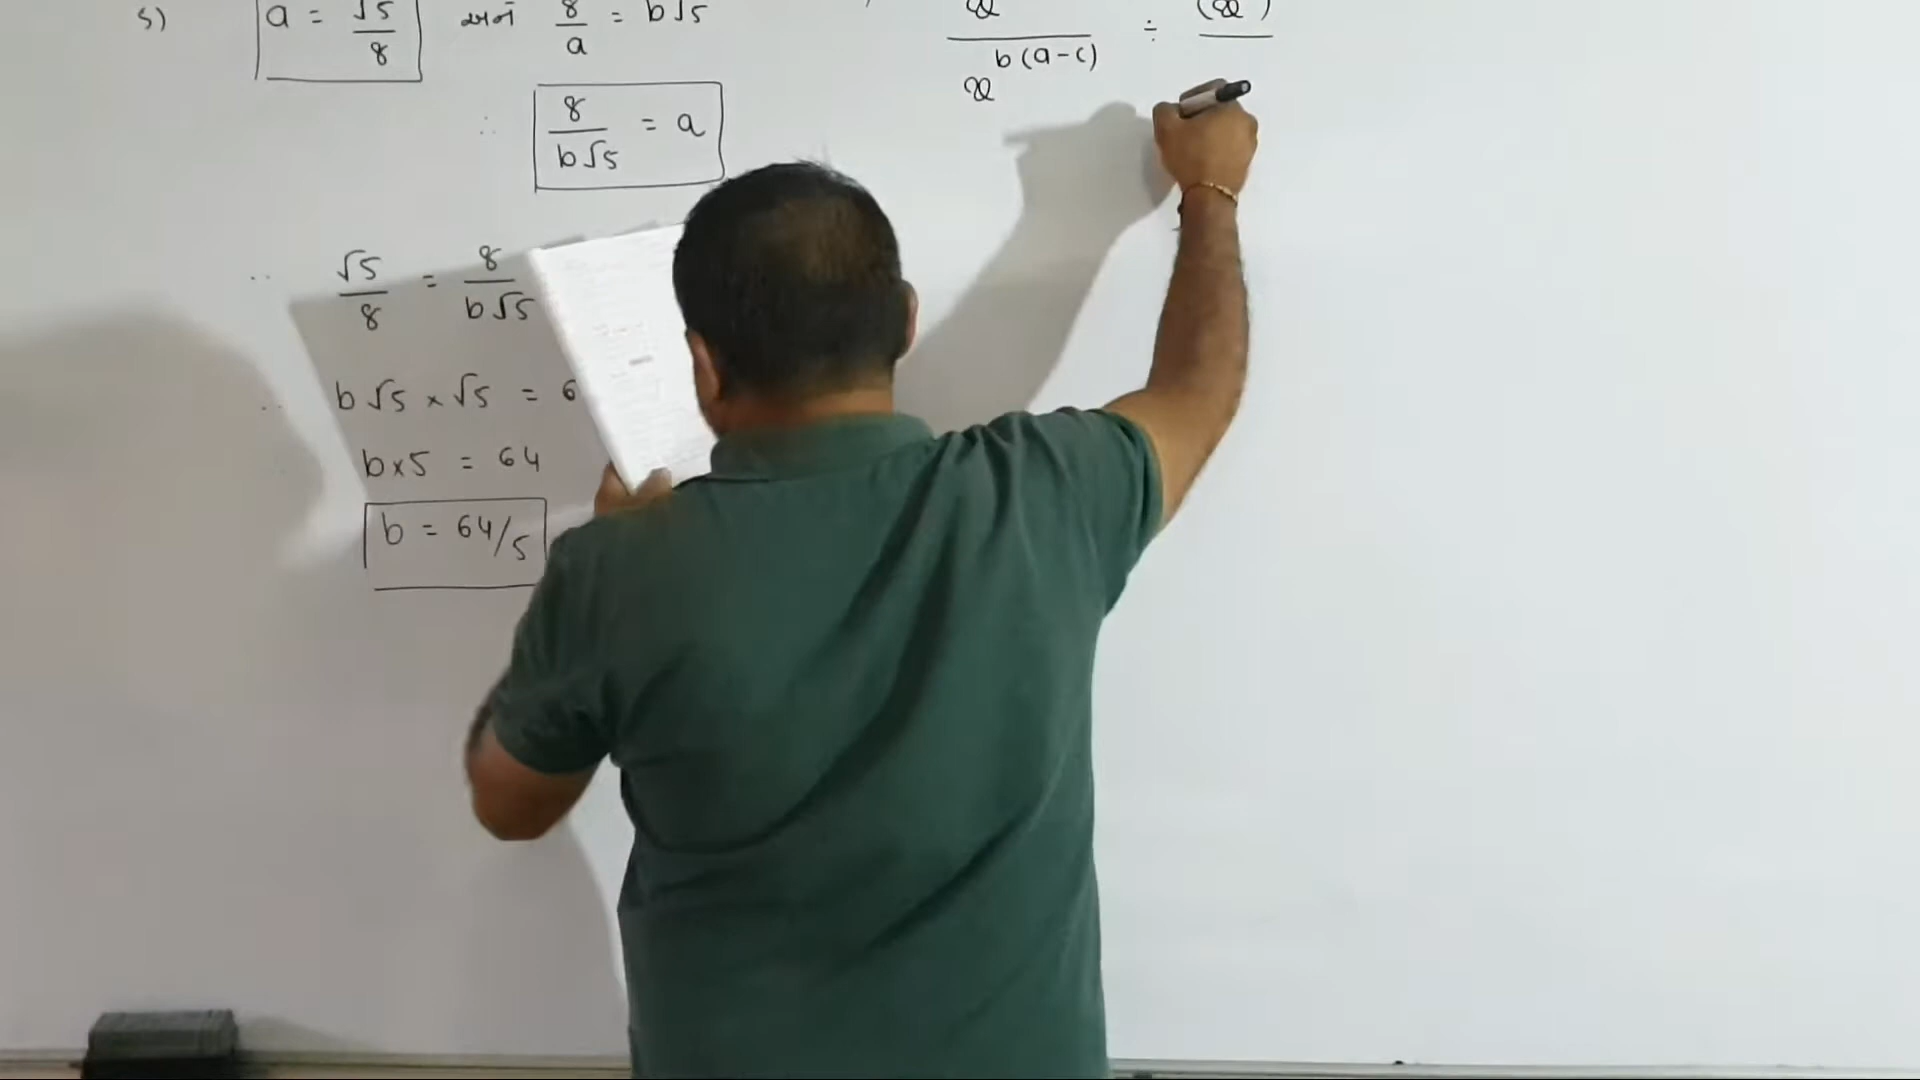 5) a = √5/8 અને 8/a = b√5
∴ 8/b√5 = a
∴ √5/8 = 8/b√5
∴ b√5 × √5 = 6
b×5 = 64
b = 64/5
x / x^b(a-c) ÷ (x )